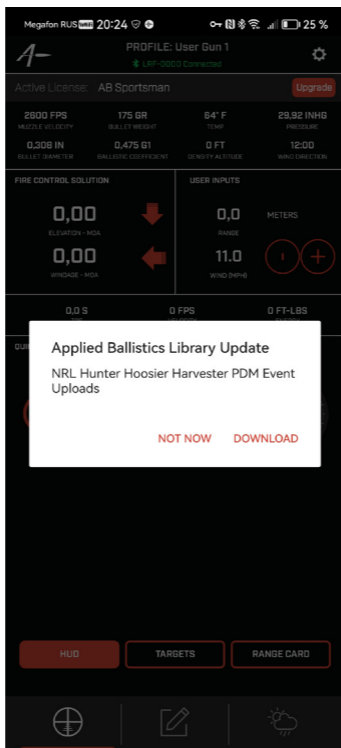 Megafon RUS 20:24 25 %
PROFILE: User Gun 1
LRF-0000 Connected
Active License: AB Sportsman Upgrade
2600 FPS 175 GR 64° F 29,92 INHG
MUZZLE VELOCITY BULLET WEIGHT TEMP PRESSURE
0,308 IN 0,475 G1 0 FT 12:00
BULLET DIAMETER BALLISTIC COEFFICIENT DENSITY ALTITUDE WIND DIRECTION
FIRE CONTROL SOLUTION USER INPUTS
0,00 0,0 METERS
ELEVATION - MOA RANGE
0,00 11.0
WINDAGE - MOA WIND (MPH)
0,0 S 0 FPS 0 FT-LBS
Applied Ballistics Library Update
NRL Hunter Hoosier Harvester PDM Event
Uploads
NOT NOW DOWNLOAD
HUD TARGETS RANGE CARD